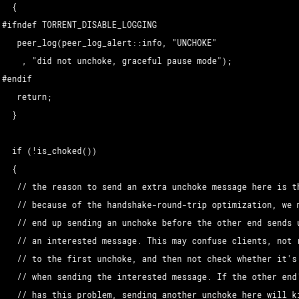 {
#ifndef TORRENT_DISABLE_LOGGING
peer_log(peer_log_alert::info, "UNCHOKE"
, "did not unchoke, graceful pause mode");
#endif
return;
}
if (!is_choked())
{
// the reason to send an extra unchoke message here is th
// because of the handshake-round-trip optimization, we m
// end up sending an unchoke before the other end sends u
// an interested message. This may confuse clients, not r
// to the first unchoke, and then not check whether it's
// when sending the interested message. If the other end
// has this problem, sending another unchoke here will ki